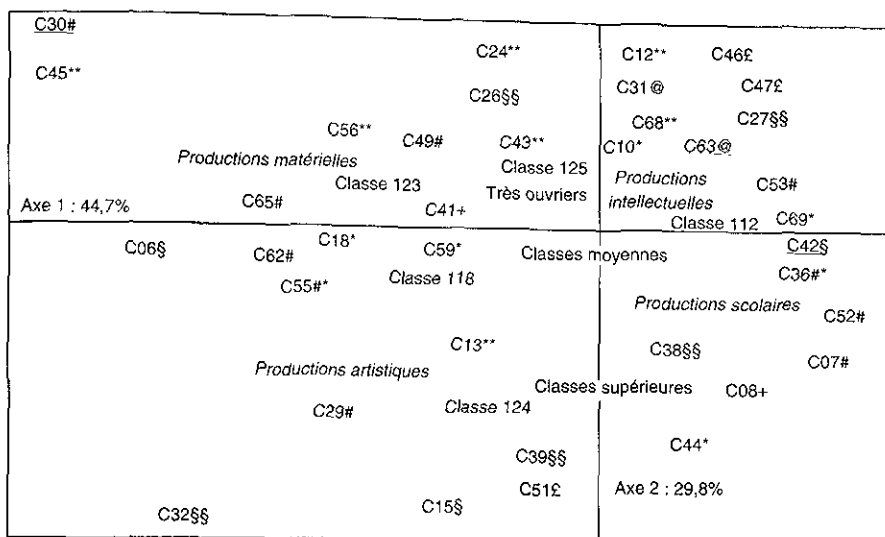 C30#
C24** C12** C46£
C45**
C26§§ C31@ C47£
C56** C49# C43** C68** C27§§
C10* C63@
Productions matérielles Classe 125 Productions
Classe 123 Très ouvriers intellectuelles C53#
Axe 1 : 44,7% C65# C41+ Classe 112 C69*
C06§ C62# C18* C59* Classes moyennes C42§
C55#* Classe 118 C36#*
Productions scolaires C52#
C13** C38§§ C07#
Productions artistiques Classes supérieures C08+
C29# Classe 124
C44*
C39§§
C51£ Axe 2 : 29,8%
C32§§ C15§